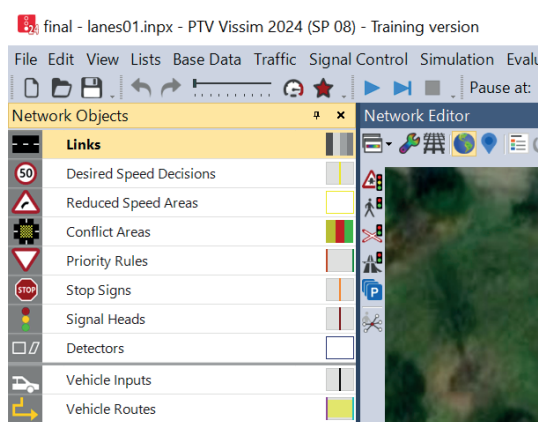 final - lanes01.inpx - PTV Vissim 2024 (SP 08) - Training version
File Edit View Lists Base Data Traffic Signal Control Simulation
Pause at:
Network Objects
Network Editor
Links
50 Desired Speed Decisions
Reduced Speed Areas
Conflict Areas
Priority Rules
STOP Stop Signs
Signal Heads
Detectors
Vehicle Inputs
Vehicle Routes
P